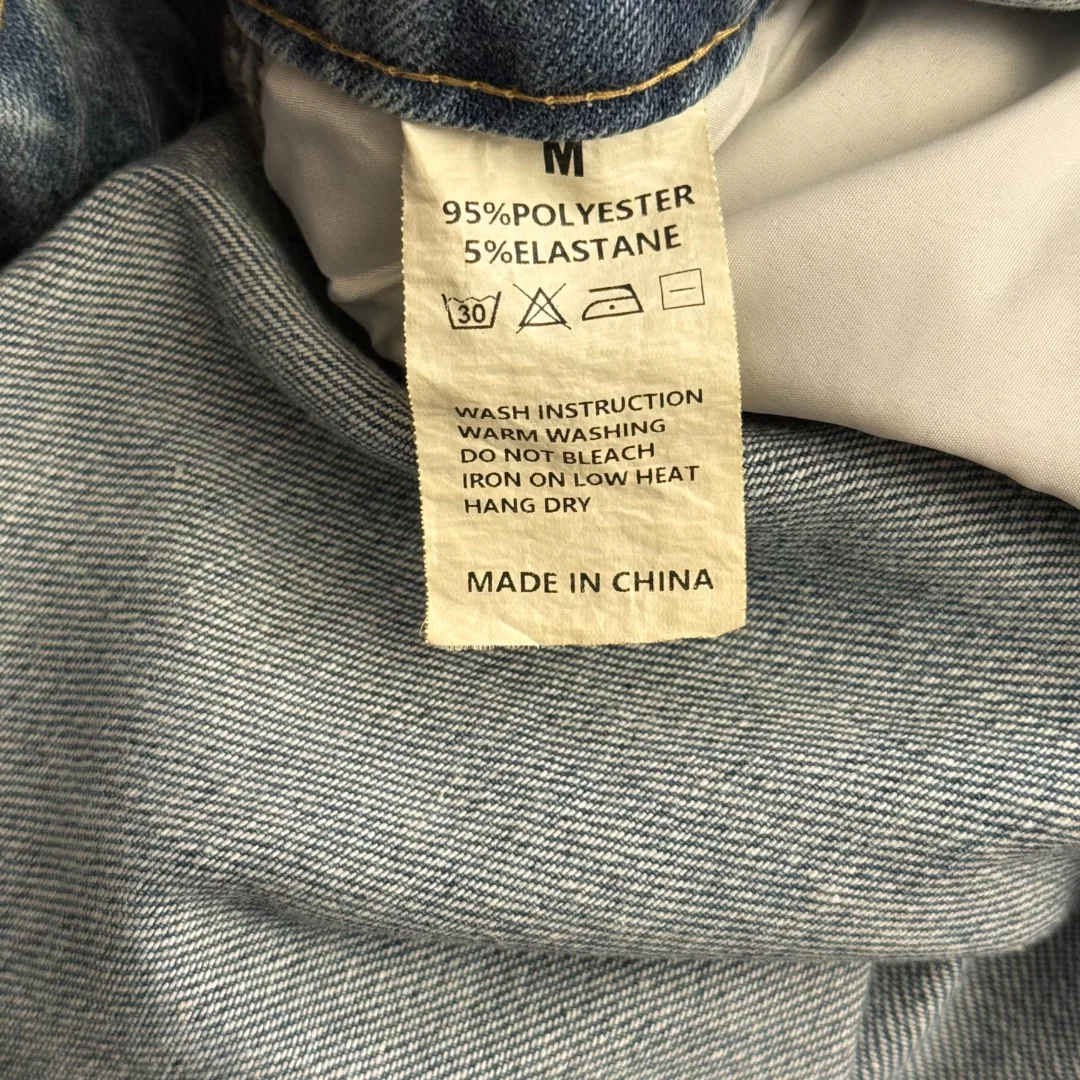 M
95%POLYESTER
5%ELASTANE
30
WASH INSTRUCTION
WARM WASHING
DO NOT BLEACH
IRON ON LOW HEAT
HANG DRY
MADE IN CHINA